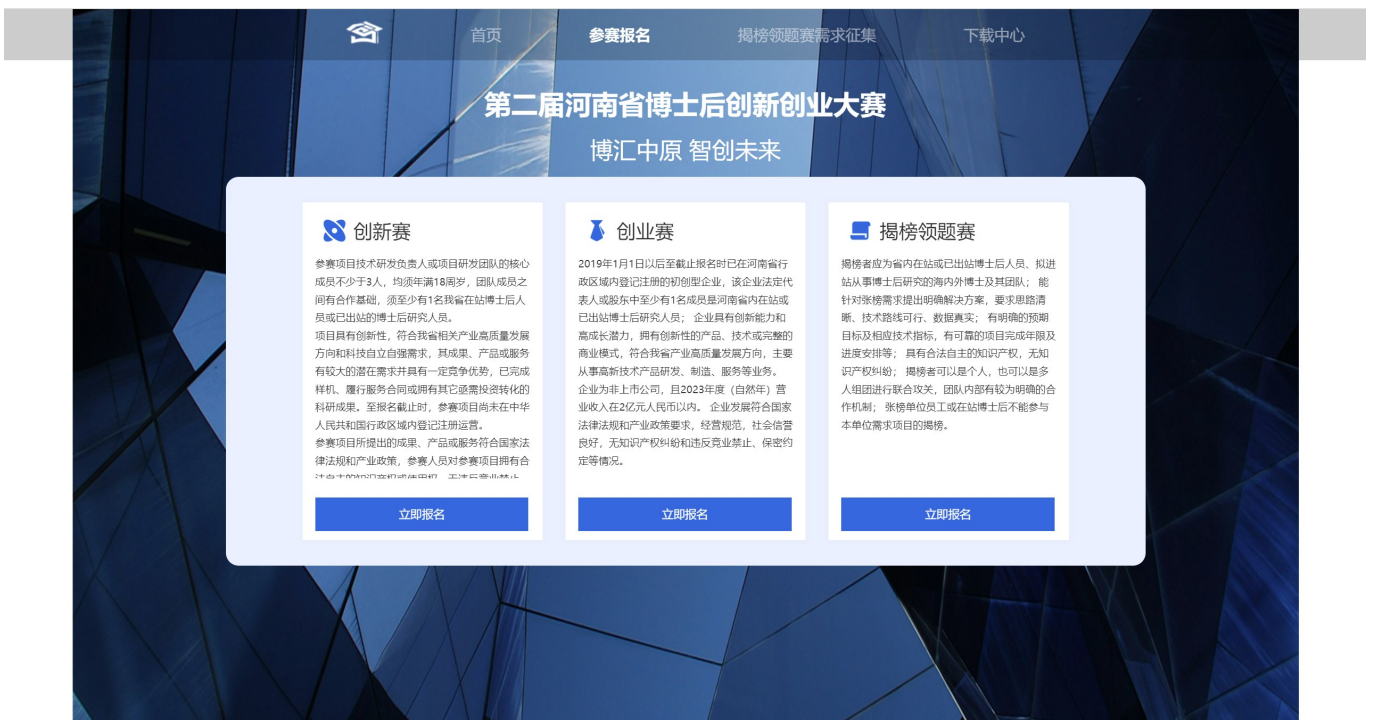 首页 参赛报名 揭榜领题赛需求征集 下载中心
第二届河南省博士后创新创业大赛
博汇中原 智创未来
创新赛
参赛项目技术研发负责人或项目研发团队的核心
成员不少于3人，均须年满18周岁，团队成员之
间有合作基础，须至少有1名我省在站博士后人
员或已出站的博士后研究人员。
项目具有创新性，符合我省相关产业高质量发展
方向和科技自立自强需求，其成果、产品或服务
有较大的潜在需求并具有一定竞争优势，已完成
样机、履行服务合同或拥有其它亟需投资转化的
科研成果。至报名截止时，参赛项目尚未在中华
人民共和国行政区域内登记注册运营。
参赛项目所提出的成果、产品或服务符合国家法
律法规和产业政策，参赛人员对参赛项目拥有合
法自主的知识产权或使用权，无违反竞业禁止、
立即报名
创业赛
2019年1月1日以后至截止报名时已在河南省行
政区域内登记注册的初创型企业，该企业法定代
表人或股东中至少有1名成员是河南省内在站或
已出站博士后研究人员； 企业具有创新能力和
高成长潜力，拥有创新性的产品、技术或完整的
商业模式，符合我省产业高质量发展方向，主要
从事高新技术产品研发、制造、服务等业务。
企业为非上市公司，且2023年度（自然年）营
业收入在2亿元人民币以内。 企业发展符合国家
法律法规和产业政策要求，经营规范，社会信誉
良好，无知识产权纠纷和违反竞业禁止、保密约
定等情况。
立即报名
揭榜领题赛
揭榜者应为省内在站或已出站博士后人员、拟进
站从事博士后研究的海内外博士及其团队； 能
针对张榜需求提出明确解决方案，要求思路清
晰、技术路线可行、数据真实； 有明确的预期
目标及相应技术指标，有可靠的项目完成年限及
进度安排等； 具有合法自主的知识产权，无知
识产权纠纷； 揭榜者可以是个人，也可以是多
人组团进行联合攻关，团队内部有较为明确的合
作机制； 张榜单位员工或在站博士后不能参与
本单位需求项目的揭榜。
立即报名